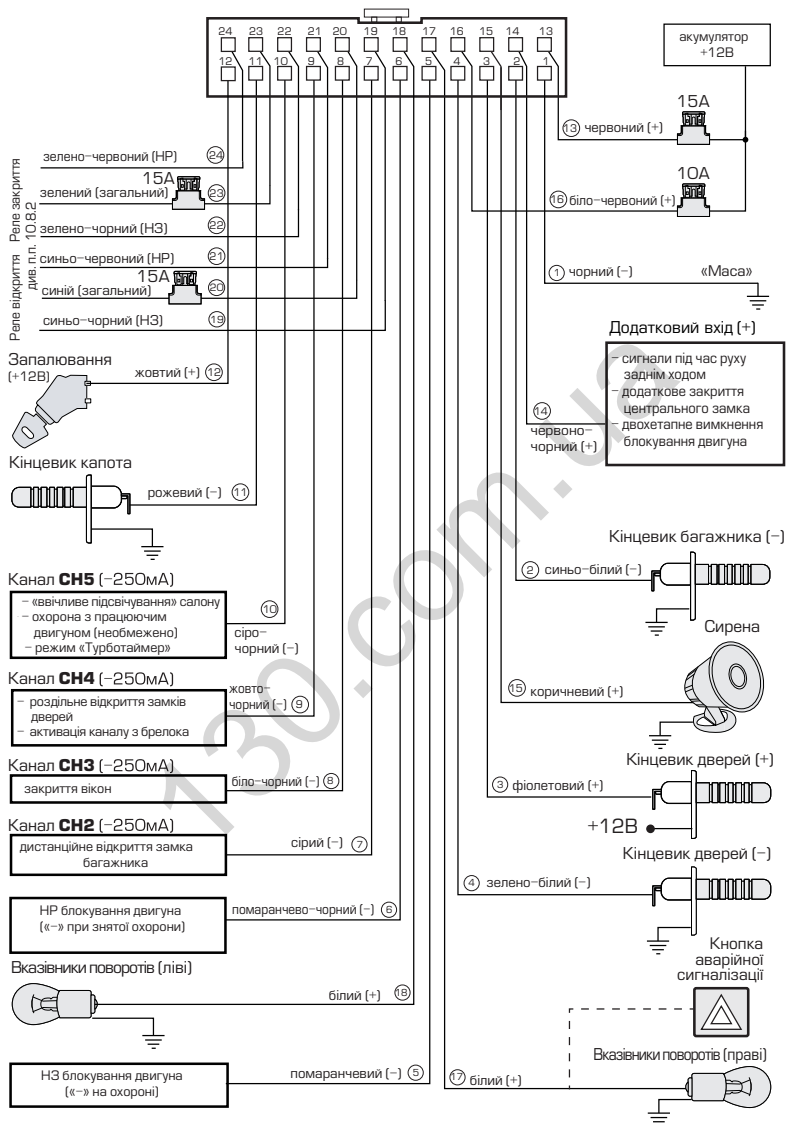 24 23 22 21 20 19 18 17 16 15 14 13
12 11 10 9 8 7 6 5 4 3 2 1
акумулятор
+12В
15А
13 червоний (+)
10А
16 біло-червоний (+)
1 чорний (−)
«Маса»
Реле закриття
Реле відкриття
див. п.п. 10.8.2
зелено-червоний (НР) 24
15А
зелений (загальний) 23
зелено-чорний (НЗ) 22
синьо-червоний (НР) 21
15А
синій (загальний) 20
синьо-чорний (НЗ) 19
Запалювання
(+12В)
жовтий (+) 12
Кінцевик капота
рожевий (−) 11
Канал CH5 (−250мА)
− «ввічливе підсвічування» салону
− охорона з працюючим
двигуном (необмежено)
− режим «Турботаймер»
10
сіро-
чорний (−)
Канал CH4 (−250мА)
− роздільне відкриття замків
дверей
− активація каналу з брелока
жовто-
чорний (−) 9
Канал CH3 (−250мА)
закриття вікон
біло-чорний (−) 8
Канал CH2 (−250мА)
дистанційне відкриття замка
багажника
сірий (−) 7
НР блокування двигуна
(«−» при знятої охорони)
помаранчево-чорний (−) 6
Вказівники поворотів (ліві)
білий (+) 18
НЗ блокування двигуна
(«−» на охороні)
помаранчевий (−) 5
Додатковий вхід (+)
− сигнали під час руху
заднім ходом
− додаткове закриття
центрального замка
− двохетапне вимкнення
блокування двигуна
14
червоно-
чорний (+)
Кінцевик багажника (−)
2 синьо-білий (−)
Сирена
15 коричневий (+)
Кінцевик дверей (+)
3 фіолетовий (+)
+12В
Кінцевик дверей (−)
4 зелено-білий (−)
Кнопка
аварійної
сигналізації
Вказівники поворотів (праві)
17 білий (+)
130.com.ua